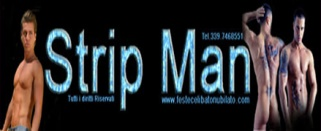 Tel.339 7468551
Strip Man
Tutti i diritti Riservati
www.festecelibatonubilato.com